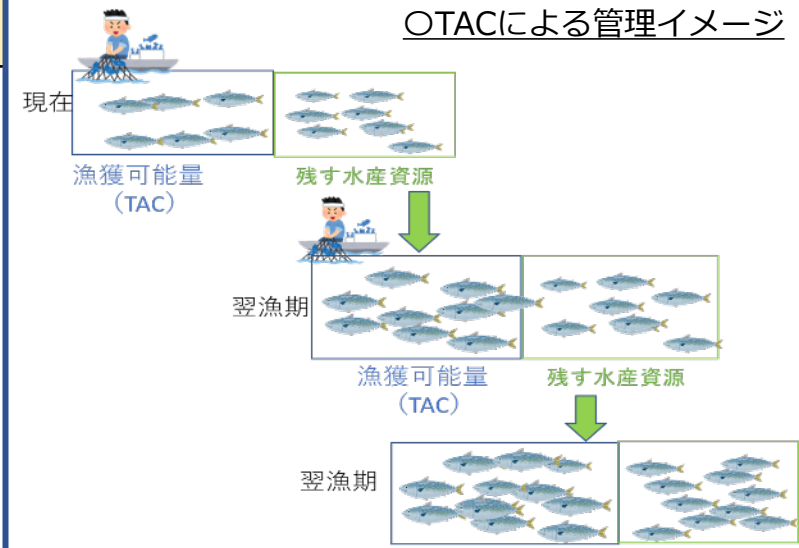 〇TACによる管理イメージ
現在
漁獲可能量
（TAC）
残す水産資源
翌漁期
漁獲可能量
（TAC）
残す水産資源
翌漁期